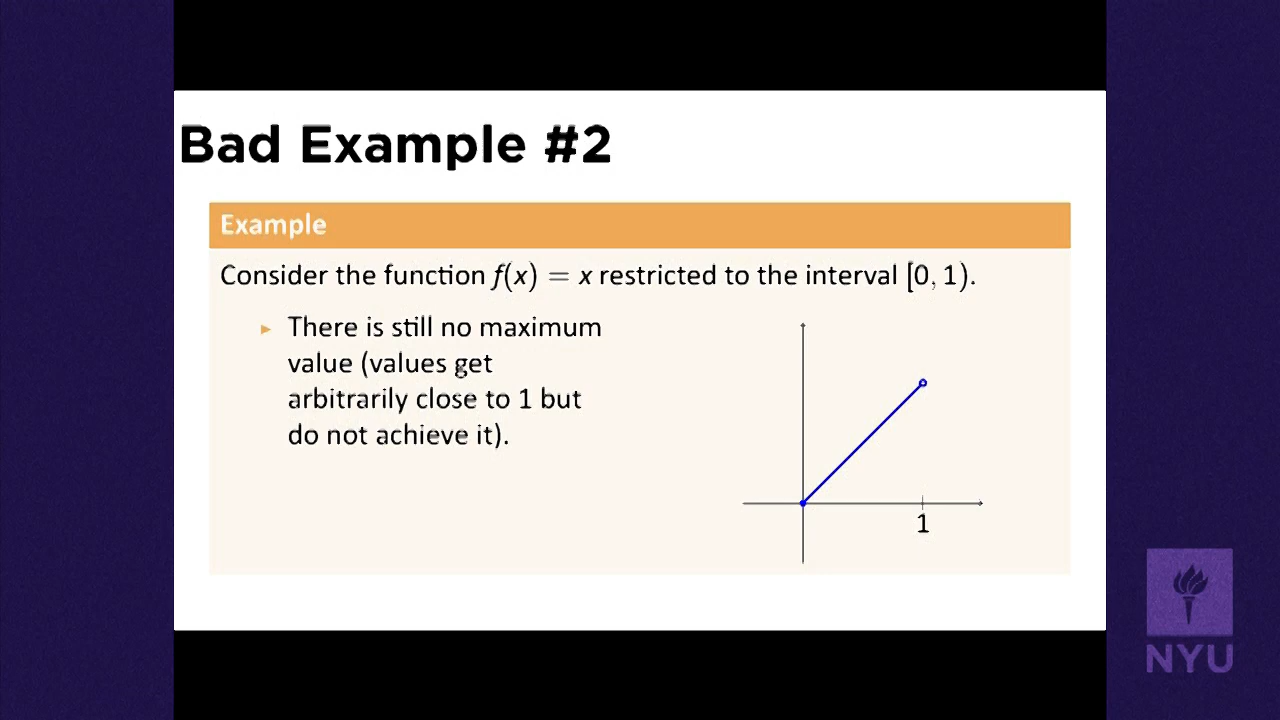 Bad Example #2
Example
Consider the function f(x) = x restricted to the interval [0, 1).
▸ There is still no maximum
value (values get
arbitrarily close to 1 but
do not achieve it).
1
NYU